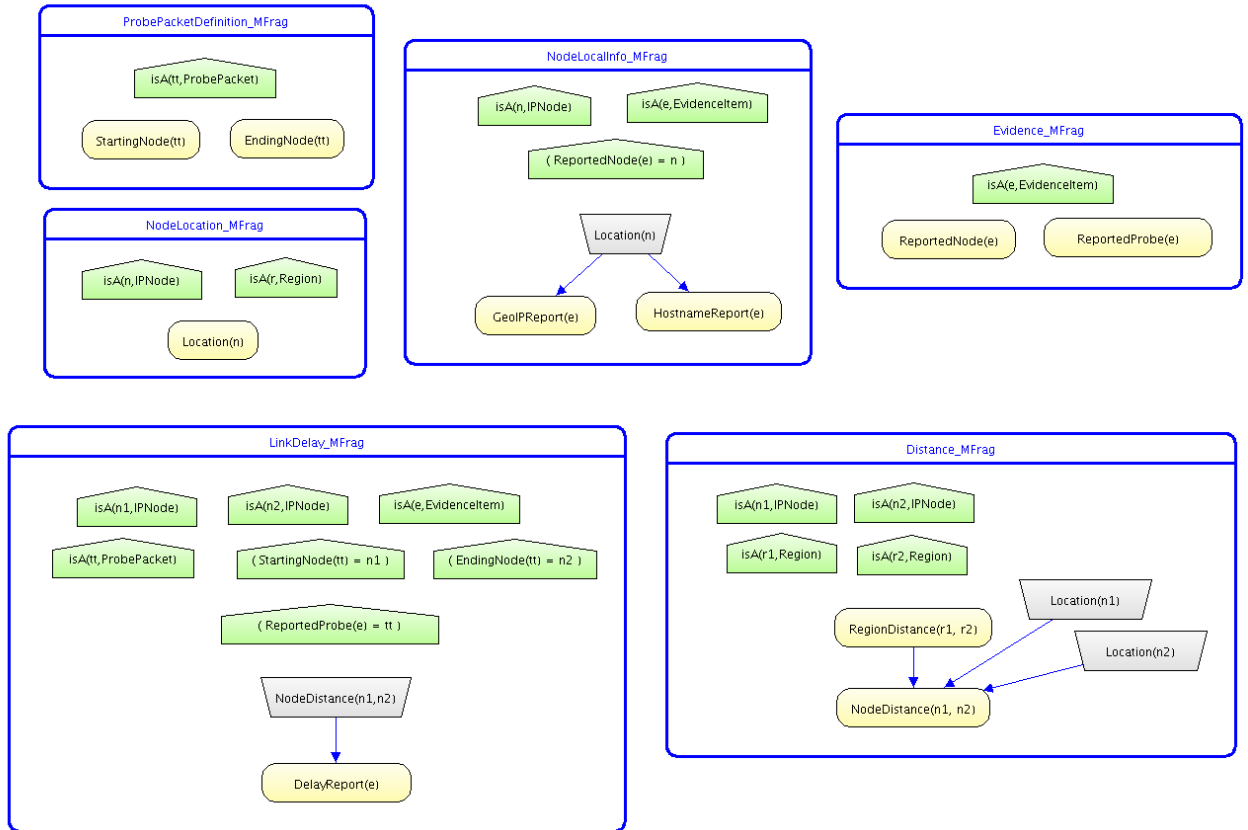 ProbePacketDefinition_MFrag
isA(tt,ProbePacket)
StartingNode(tt)
EndingNode(tt)
NodeLocation_MFrag
isA(n,IPNode)
isA(r,Region)
Location(n)
NodeLocalInfo_MFrag
isA(n,IPNode)
isA(e,EvidenceItem)
( ReportedNode(e) = n )
Location(n)
GeoIPReport(e)
HostnameReport(e)
Evidence_MFrag
isA(e,EvidenceItem)
ReportedNode(e)
ReportedProbe(e)
LinkDelay_MFrag
isA(n1,IPNode)
isA(n2,IPNode)
isA(e,EvidenceItem)
isA(tt,ProbePacket)
( StartingNode(tt) = n1 )
( EndingNode(tt) = n2 )
( ReportedProbe(e) = tt )
NodeDistance(n1,n2)
DelayReport(e)
Distance_MFrag
isA(n1,IPNode)
isA(n2,IPNode)
isA(r1,Region)
isA(r2,Region)
Location(n1)
RegionDistance(r1, r2)
Location(n2)
NodeDistance(n1, n2)